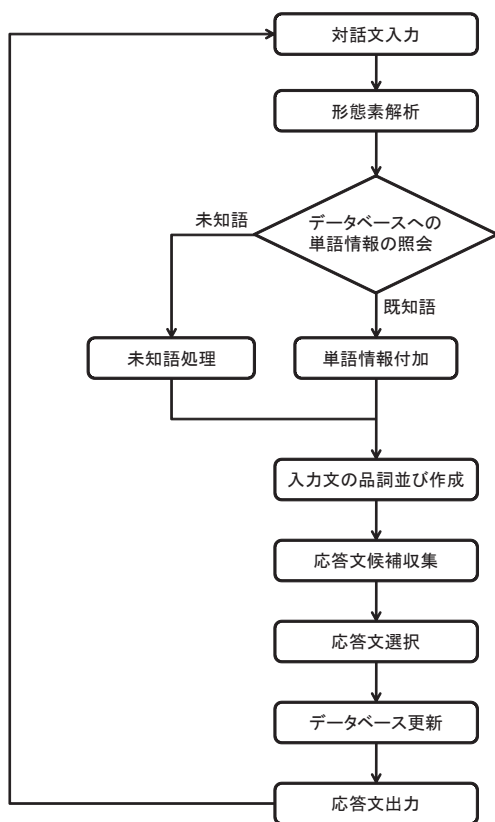 対話文入力
形態素解析
データベースへの
単語情報の照会
未知語
既知語
未知語処理
単語情報付加
入力文の品詞並び作成
応答文候補収集
応答文選択
データベース更新
応答文出力